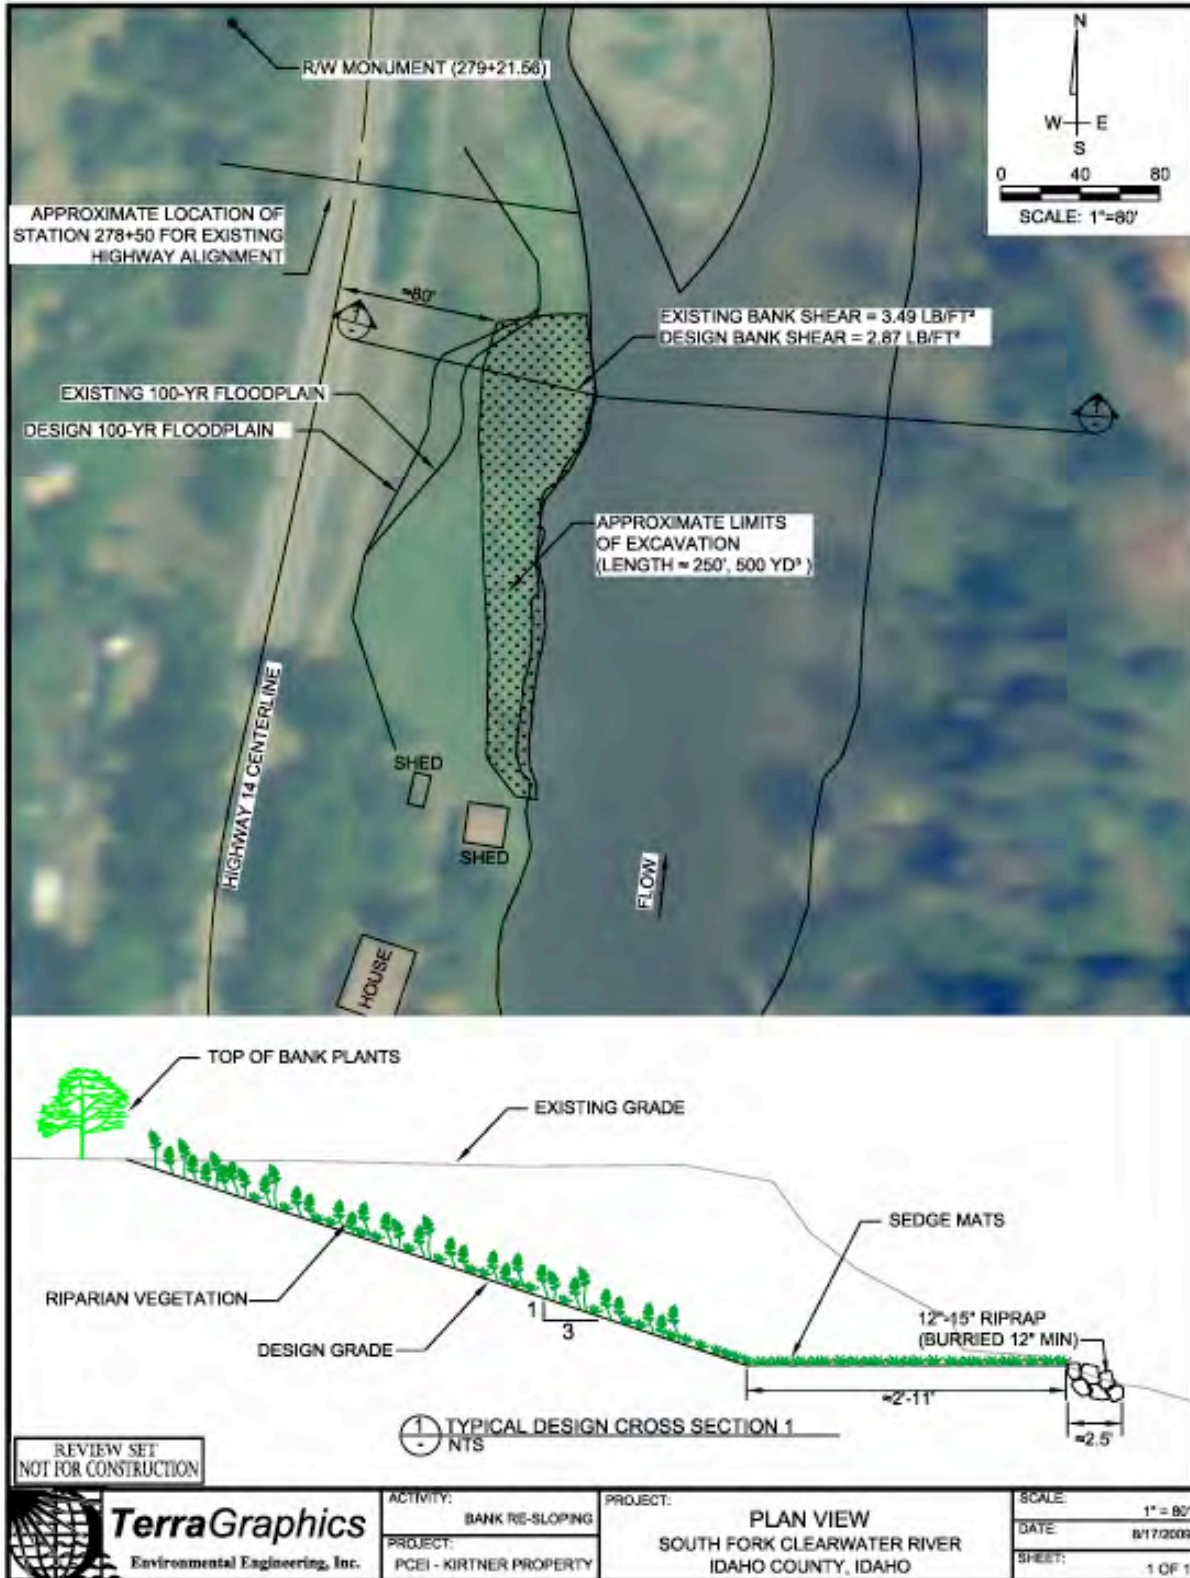 N
W E
S
0 40 80
SCALE: 1"=80'
R/W MONUMENT (279+21.56)
APPROXIMATE LOCATION OF
STATION 278+50 FOR EXISTING
HIGHWAY ALIGNMENT
≈80'
1
-
EXISTING BANK SHEAR = 3.49 LB/FT²
DESIGN BANK SHEAR = 2.87 LB/FT²
EXISTING 100-YR FLOODPLAIN
DESIGN 100-YR FLOODPLAIN
1
-
APPROXIMATE LIMITS
OF EXCAVATION
(LENGTH ≈ 250', 500 YD³ )
HIGHWAY 14 CENTERLINE
SHED
SHED
FLOW
HOUSE
TOP OF BANK PLANTS
EXISTING GRADE
SEDGE MATS
RIPARIAN VEGETATION
12"-15" RIPRAP
(BURRIED 12" MIN)
1
3
DESIGN GRADE
≈2'-11'
≈2.5'
1
-
TYPICAL DESIGN CROSS SECTION 1
NTS
REVIEW SET
NOT FOR CONSTRUCTION
TerraGraphics
Environmental Engineering, Inc.
ACTIVITY:
BANK RE-SLOPING
PROJECT:
PCEI - KIRTNER PROPERTY
PROJECT:
PLAN VIEW
SOUTH FORK CLEARWATER RIVER
IDAHO COUNTY, IDAHO
SCALE:
1" = 80'
DATE:
8/17/2009
SHEET:
1 OF 1